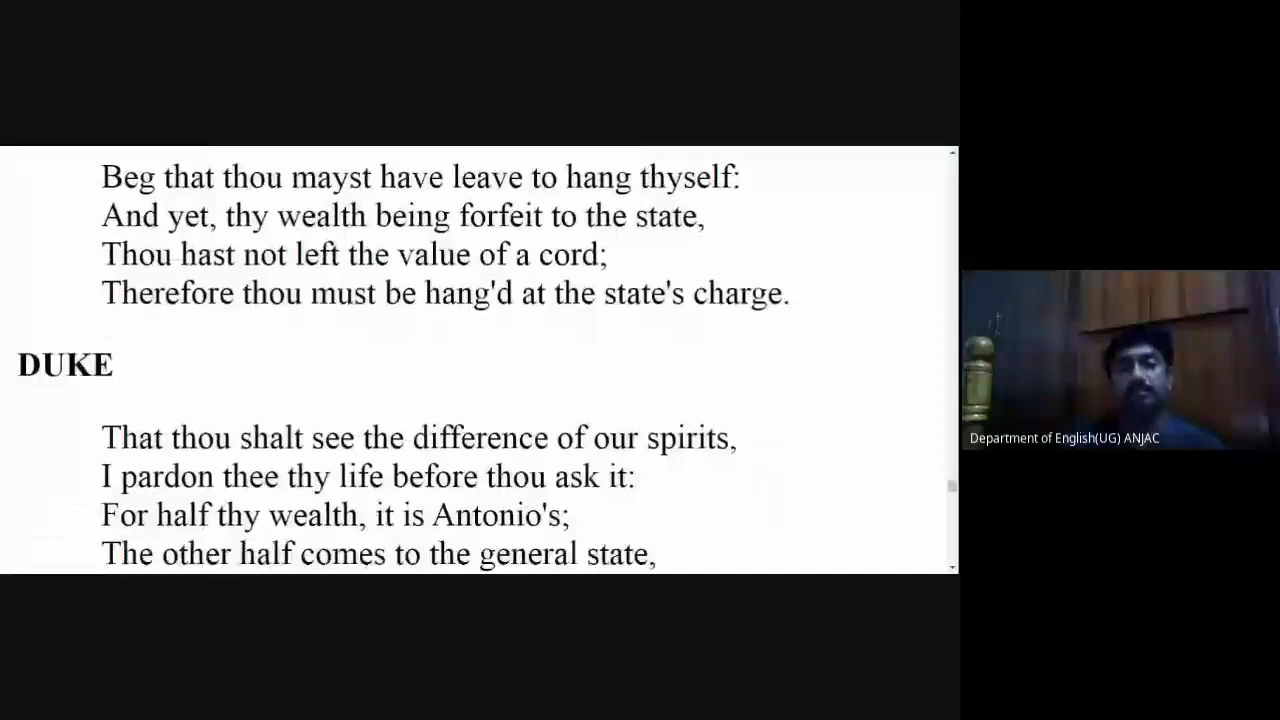 Beg that thou mayst have leave to hang thyself:
And yet, thy wealth being forfeit to the state,
Thou hast not left the value of a cord;
Therefore thou must be hang'd at the state's charge.
DUKE
That thou shalt see the difference of our spirits,
I pardon thee thy life before thou ask it:
For half thy wealth, it is Antonio's;
The other half comes to the general state,
Department of English(UG) ANJAC